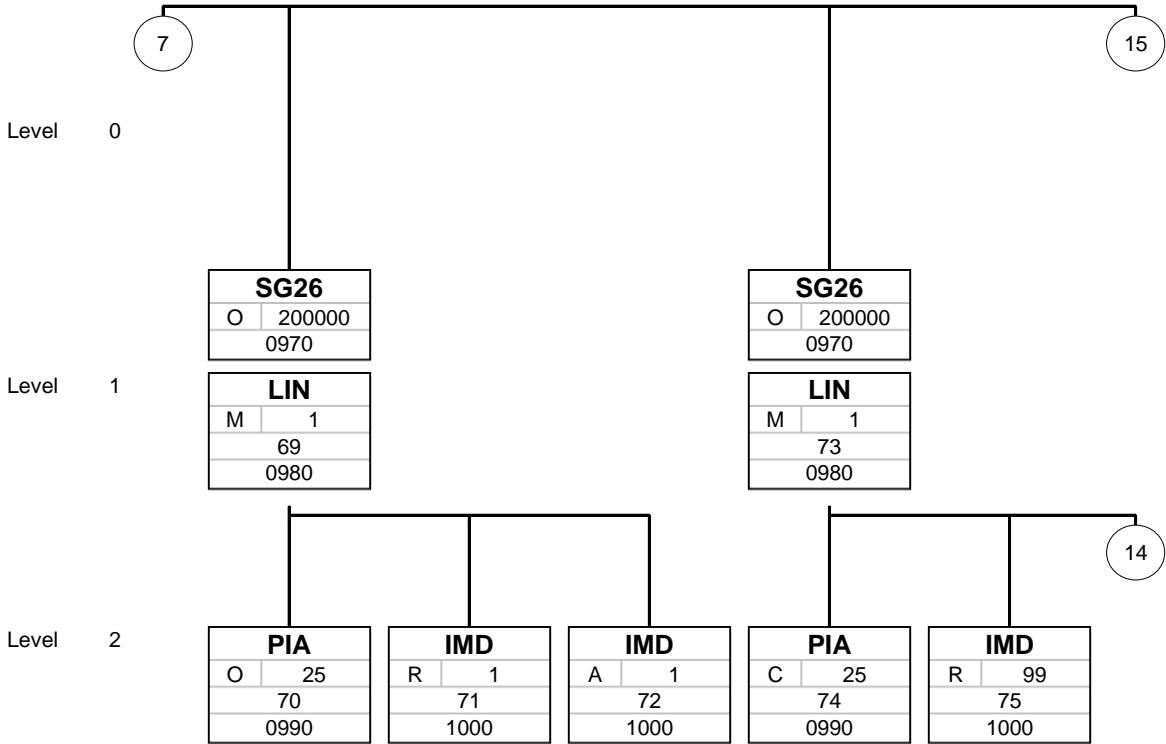 7
15
Level 0
SG26
O 200000
0970
SG26
O 200000
0970
Level 1
LIN
M 1
69
0980
LIN
M 1
73
0980
14
Level 2
PIA
O 25
70
0990
IMD
R 1
71
1000
IMD
A 1
72
1000
PIA
C 25
74
0990
IMD
R 99
75
1000